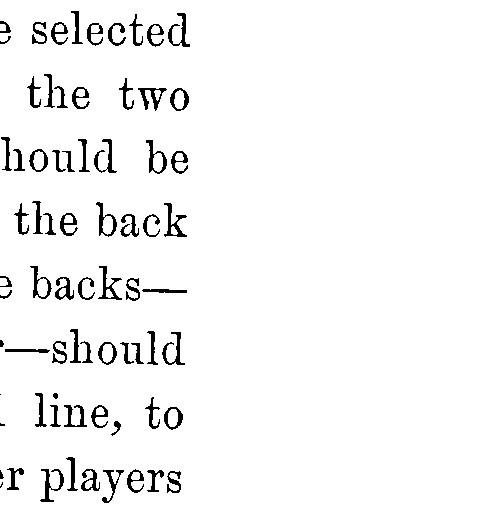 e selected
the two
hould be
the back
e backs—
—should
line, to
er players